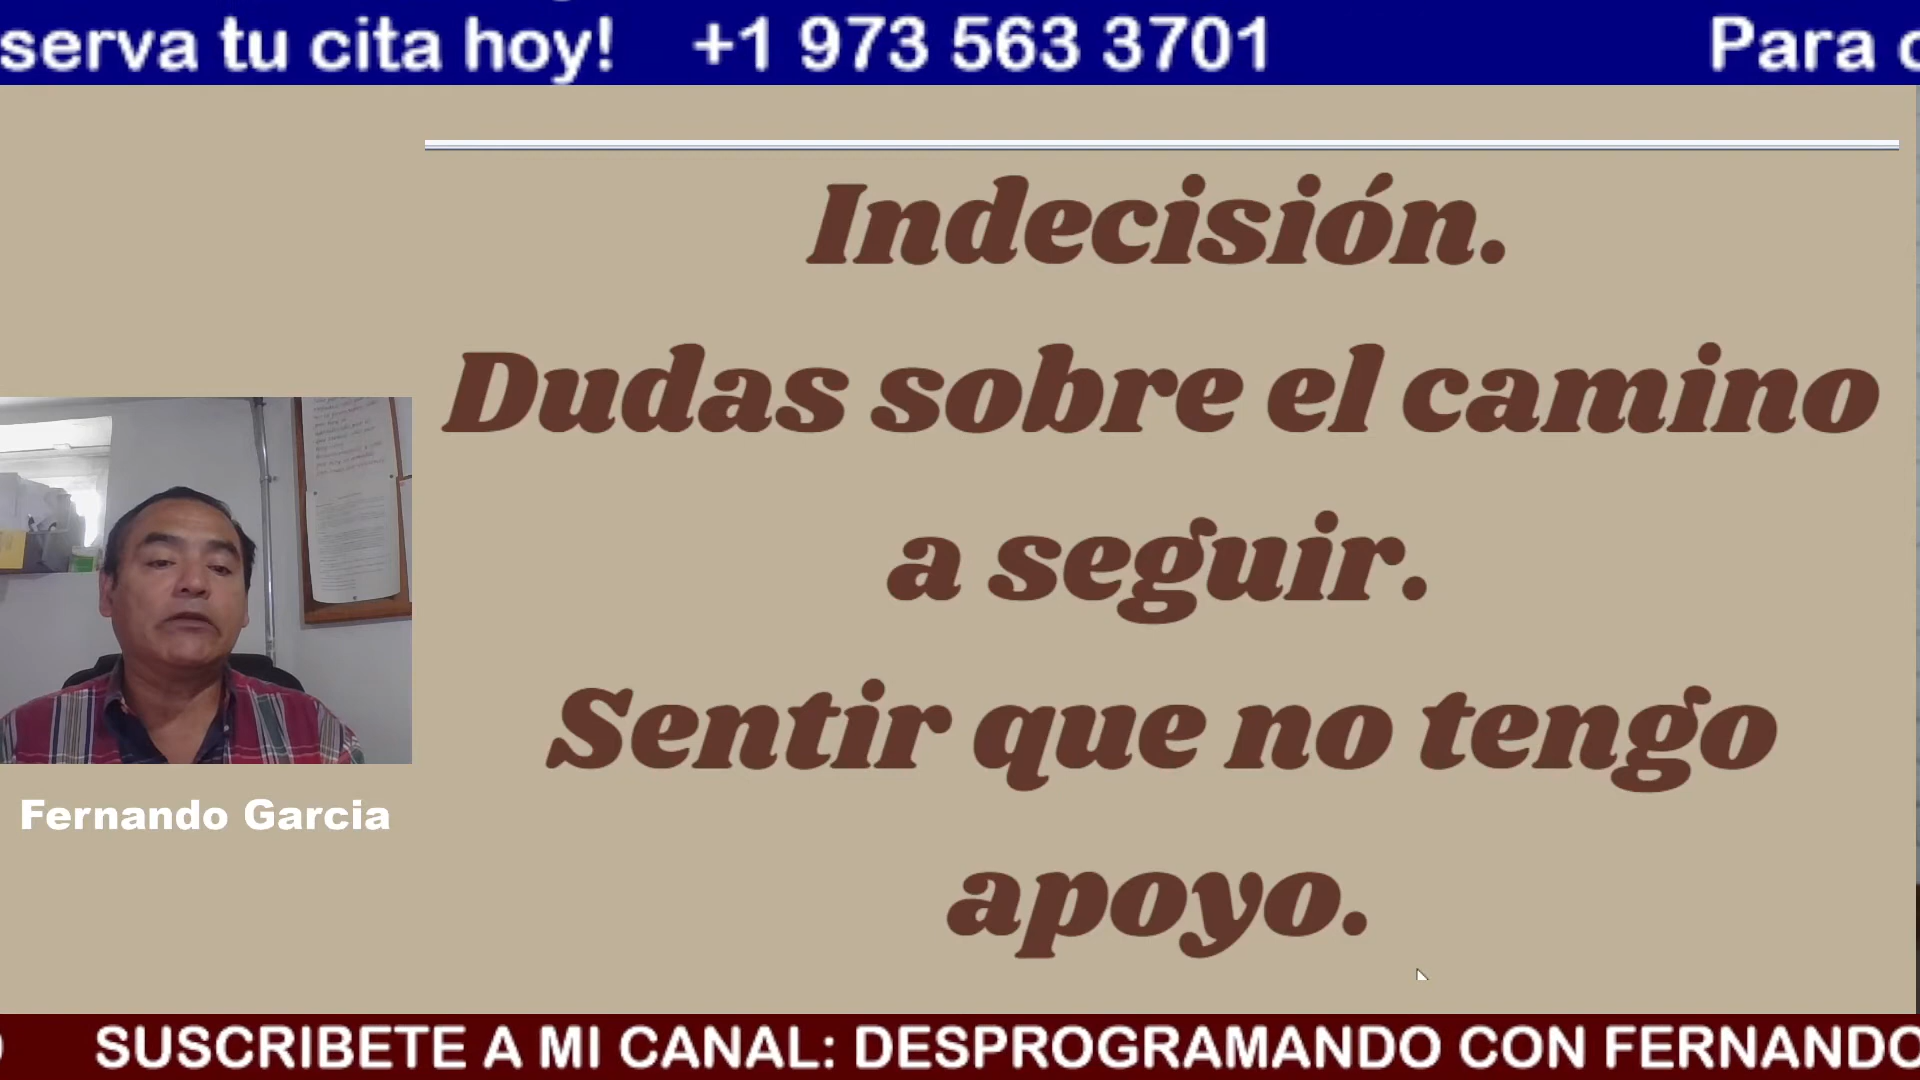 serva tu cita hoy! +1 973 563 3701 Para
Indecisión.
Dudas sobre el camino
a seguir.
Sentir que no tengo
apoyo.
Fernando Garcia
SUSCRIBETE A MI CANAL: DESPROGRAMANDO CON FERNANDO